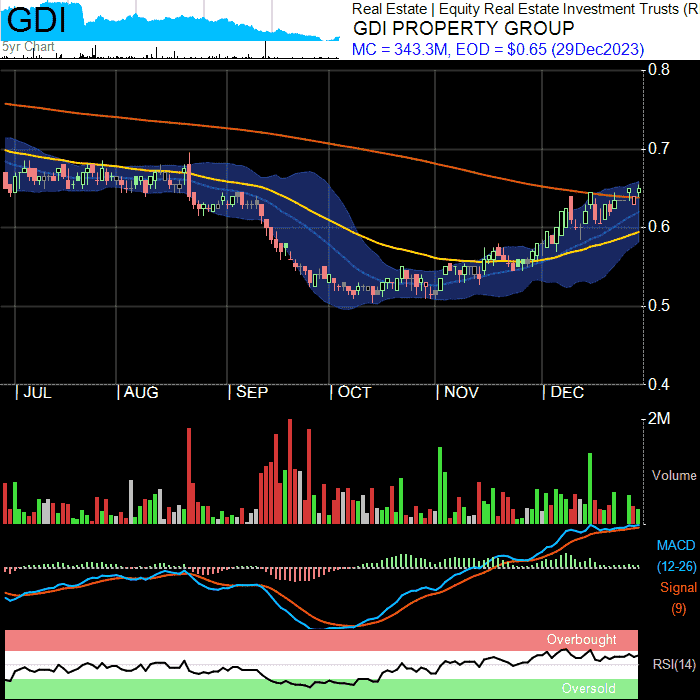 GDI
5yr Chart
Real Estate | Equity Real Estate Investment Trusts (R
GDI PROPERTY GROUP
MC = 343.3M, EOD = $0.65 (29Dec2023)
0.8
0.7
0.6
0.5
0.4
JUL AUG SEP OCT NOV DEC
2M
Volume
MACD
(12-26)
Signal
(9)
Overbought
RSI(14)
Oversold